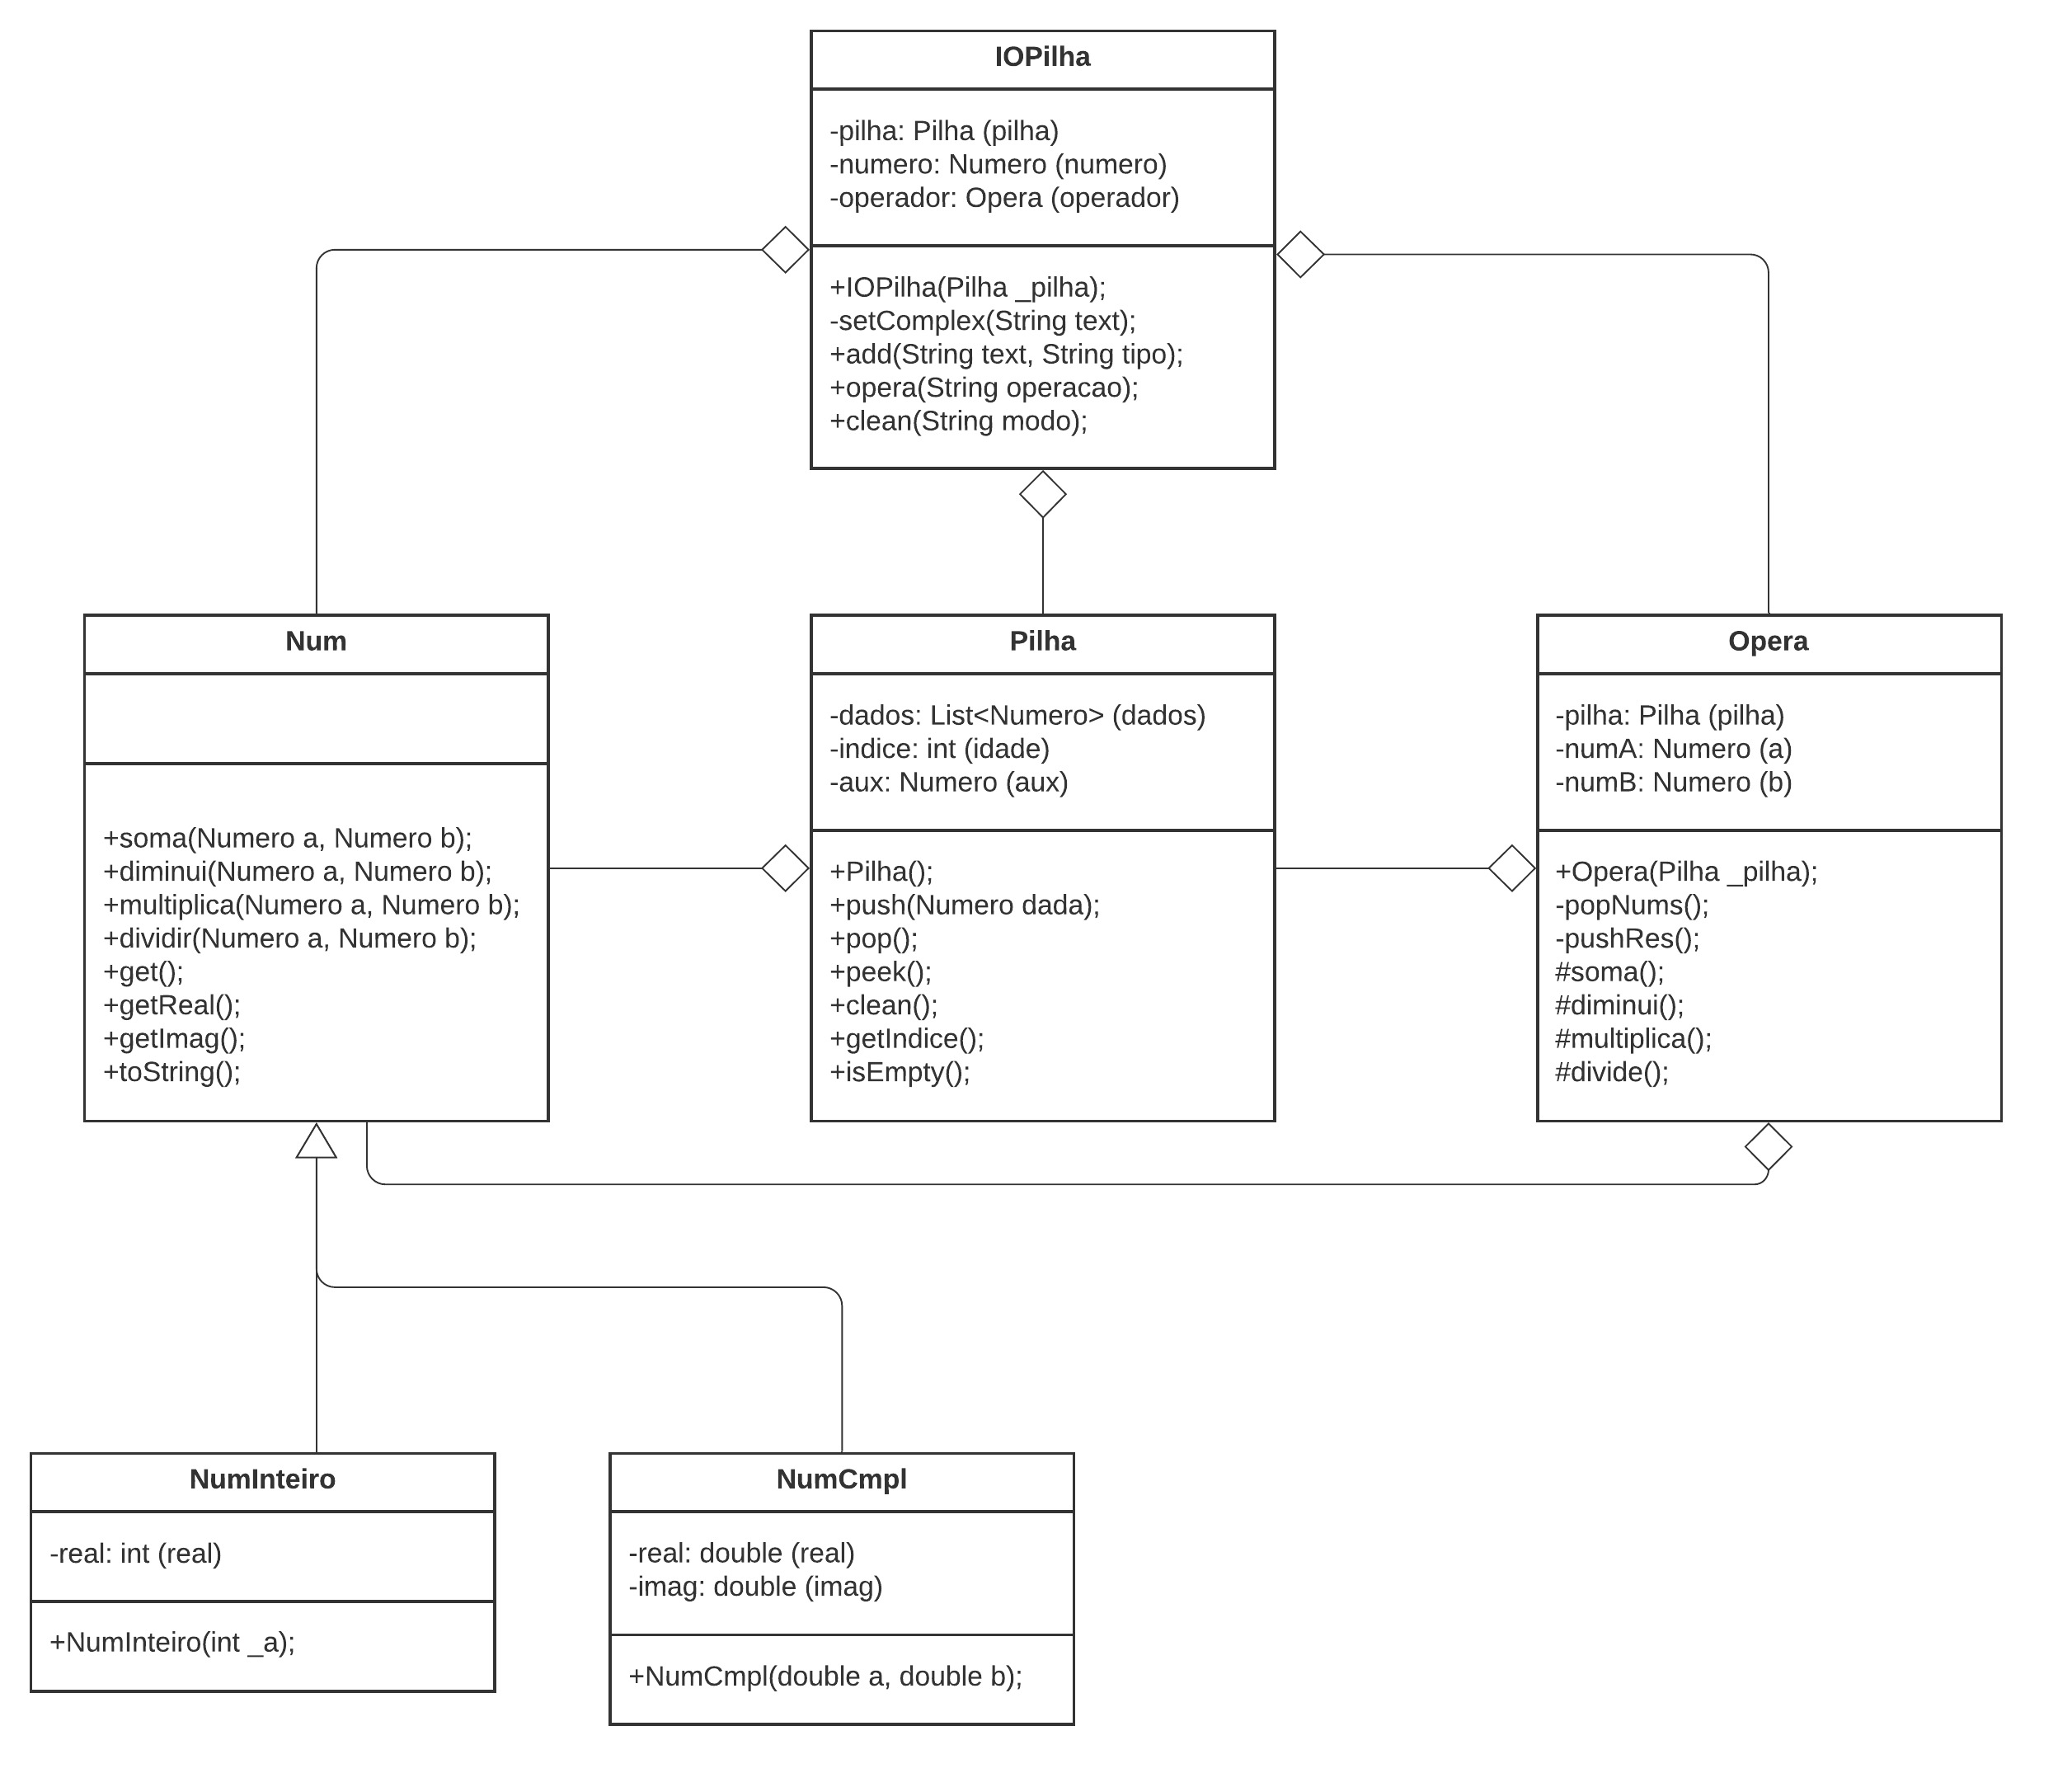 IOPilha
-pilha: Pilha (pilha)
-numero: Numero (numero)
-operador: Opera (operador)
+IOPilha(Pilha _pilha);
-setComplex(String text);
+add(String text, String tipo);
+opera(String operacao);
+clean(String modo);
Num
+soma(Numero a, Numero b);
+diminui(Numero a, Numero b);
+multiplica(Numero a, Numero b);
+dividir(Numero a, Numero b);
+get();
+getReal();
+getImag();
+toString();
Pilha
-dados: List<Numero> (dados)
-indice: int (idade)
-aux: Numero (aux)
+Pilha();
+push(Numero dada);
+pop();
+peek();
+clean();
+getIndice();
+isEmpty();
Opera
-pilha: Pilha (pilha)
-numA: Numero (a)
-numB: Numero (b)
+Opera(Pilha _pilha);
-popNums();
-pushRes();
#soma();
#diminui();
#multiplica();
#divide();
NumInteiro
-real: int (real)
+NumInteiro(int _a);
NumCmpl
-real: double (real)
-imag: double (imag)
+NumCmpl(double a, double b);